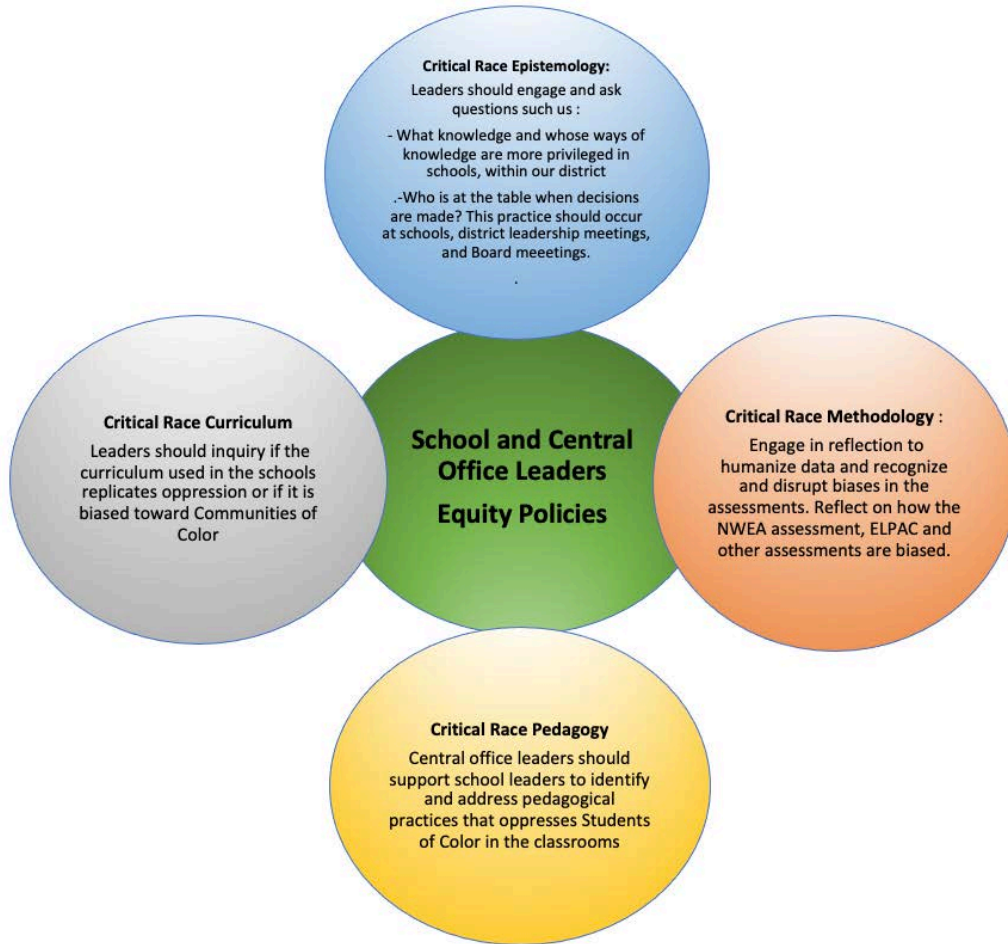 Critical Race Epistemology:
Leaders should engage and ask
questions such us :
- What knowledge and whose ways of
knowledge are more privileged in
schools, within our district
.-Who is at the table when decisions
are made? This practice should occur
at schools, district leadership meetings,
and Board meeetings.
.
Critical Race Curriculum
Leaders should inquiry if the
curriculum used in the schools
replicates oppression or if it is
biased toward Communities of
Color
School and Central
Office Leaders
Equity Policies
Critical Race Methodology :
Engage in reflection to
humanize data and recognize
and disrupt biases in the
assessments. Reflect on how the
NWEA assessment, ELPAC and
other assessments are biased.
Critical Race Pedagogy
Central office leaders should
support school leaders to identify
and address pedagogical
practices that oppresses Students
of Color in the classrooms